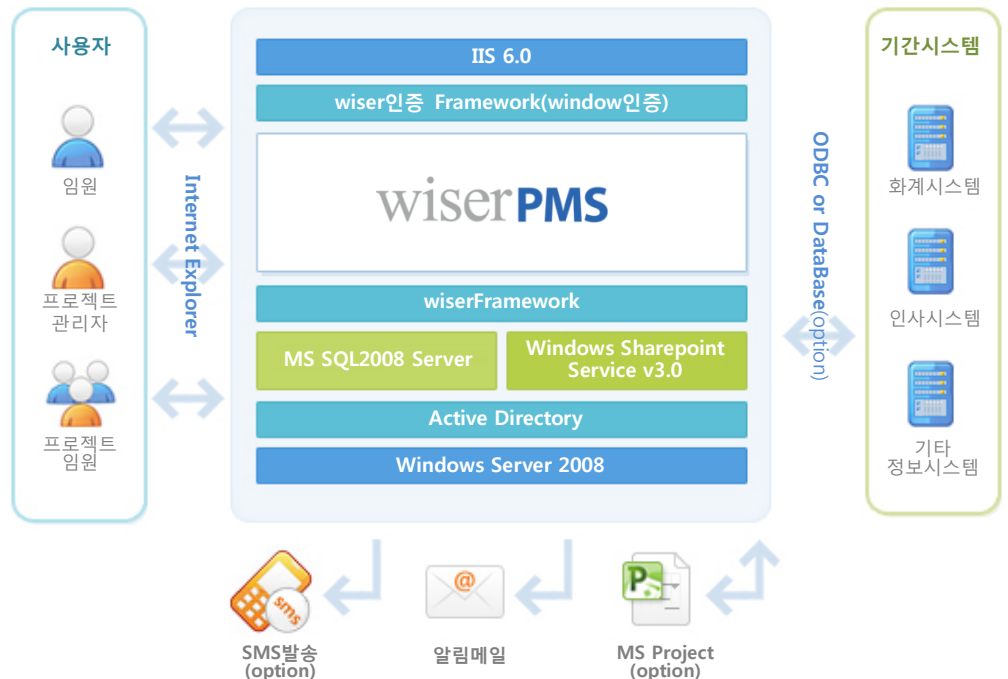 사용자
임원
프로젝트
관리자
프로젝트
임원
Internet Explorer
IIS 6.0
wiser인증 Framework(window인증)
wiserPMS
wiserFramework
MS SQL2008 Server
Windows Sharepoint
Service v3.0
Active Directory
Windows Server 2008
ODBC or DataBase(option)
기간시스템
화계시스템
인사시스템
기타
정보시스템
sms
SMS발송
(option)
@
알림메일
P
MS Project
(option)